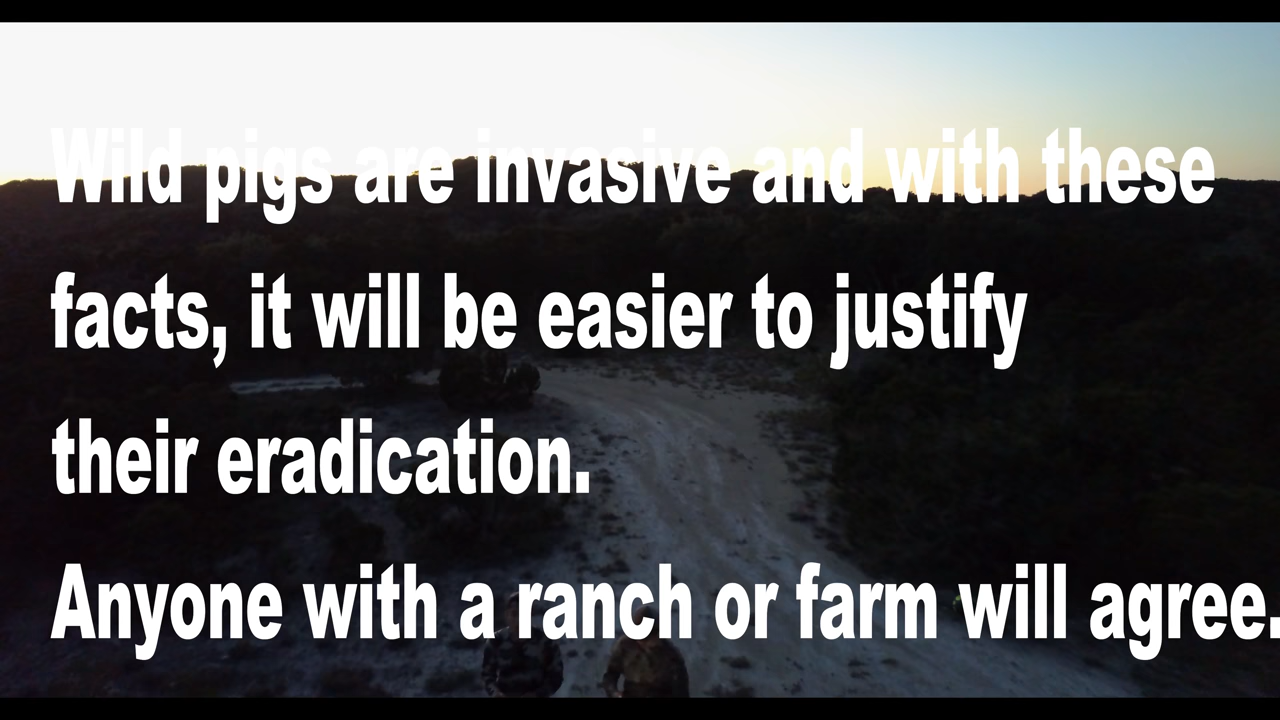 Wild pigs are invasive and with these
facts, it will be easier to justify
their eradication.
Anyone with a ranch or farm will agree.